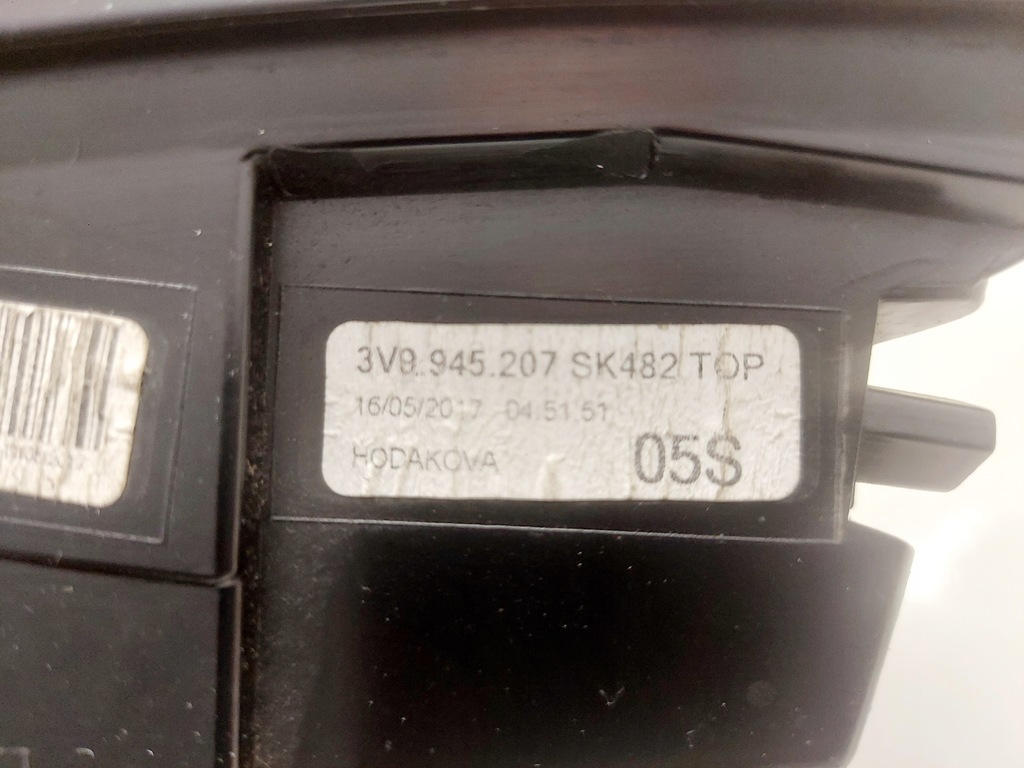 3V9.945.207 SK482 TOP
16/05/2017 04:51:51
HODAKOVA
05S